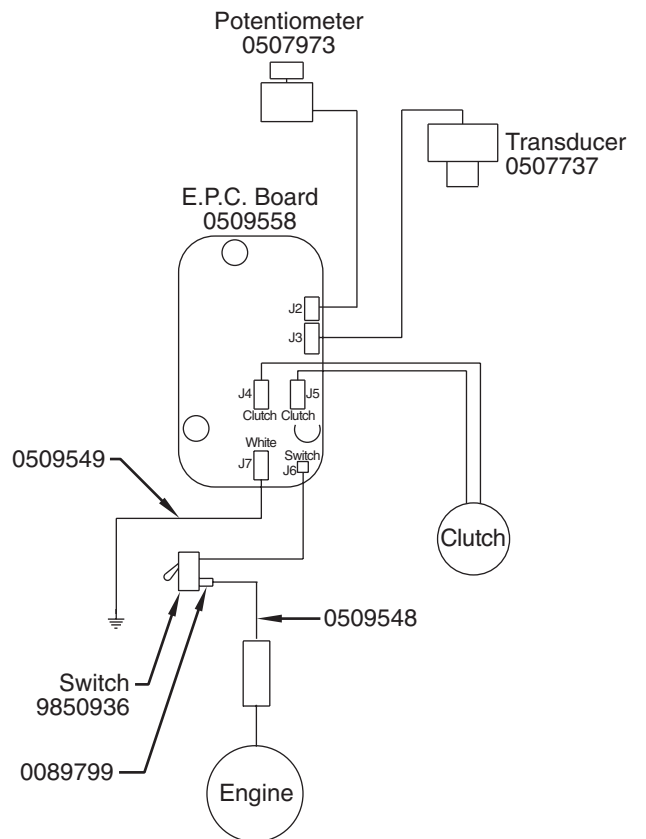 Potentiometer
0507973
Transducer
0507737
E.P.C. Board
0509558
J2
J3
J4
J5
Clutch
Clutch
White
Switch
J7
J6
0509549
Clutch
0509548
Switch
9850936
0089799
Engine